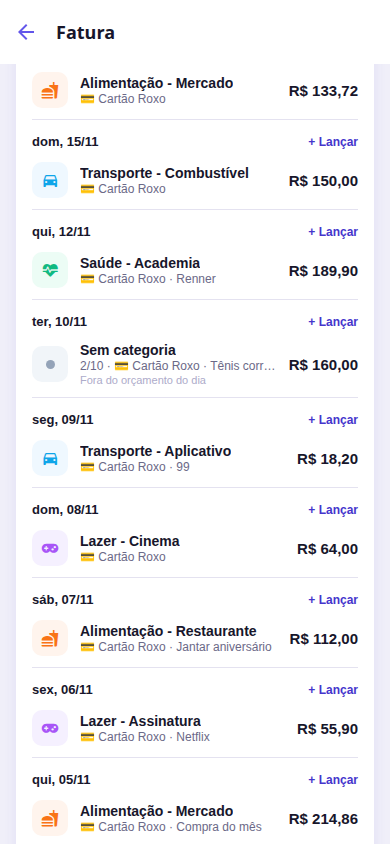 Fatura
Alimentação - Mercado
💳 Cartão Roxo
R$ 133,72
dom, 15/11
+ Lançar
Transporte - Combustível
💳 Cartão Roxo
R$ 150,00
qui, 12/11
+ Lançar
Saúde - Academia
💳 Cartão Roxo · Renner
R$ 189,90
ter, 10/11
+ Lançar
Sem categoria
2/10 · 💳 Cartão Roxo · Tênis corr…
Fora do orçamento do dia
R$ 160,00
seg, 09/11
+ Lançar
Transporte - Aplicativo
💳 Cartão Roxo · 99
R$ 18,20
dom, 08/11
+ Lançar
Lazer - Cinema
💳 Cartão Roxo
R$ 64,00
sáb, 07/11
+ Lançar
Alimentação - Restaurante
💳 Cartão Roxo · Jantar aniversário
R$ 112,00
sex, 06/11
+ Lançar
Lazer - Assinatura
💳 Cartão Roxo · Netflix
R$ 55,90
qui, 05/11
+ Lançar
Alimentação - Mercado
💳 Cartão Roxo · Compra do mês
R$ 214,86